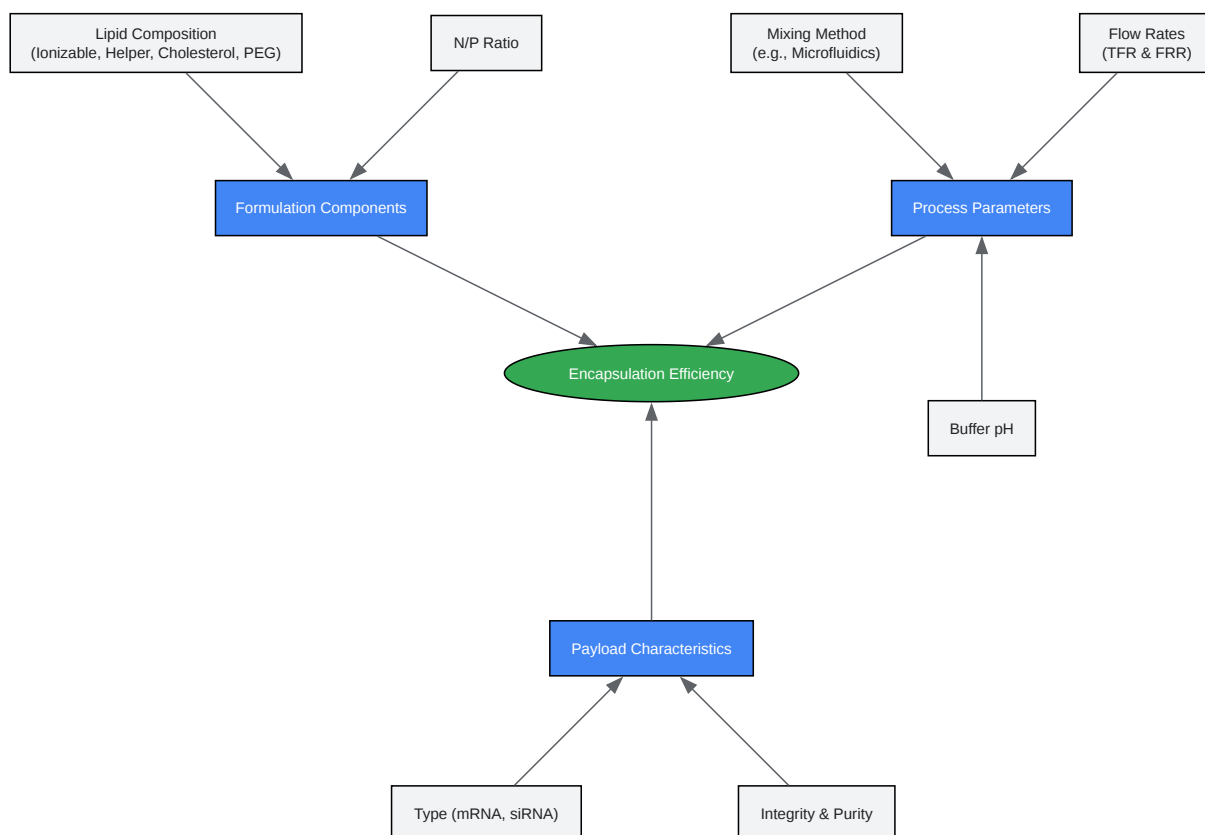 Lipid Composition
(Ionizable, Helper, Cholesterol, PEG)
N/P Ratio
Mixing Method
(e.g., Microfluidics)
Flow Rates
(TFR & FRR)
Formulation Components
Process Parameters
Encapsulation Efficiency
Buffer pH
Payload Characteristics
Type (mRNA, siRNA)
Integrity & Purity